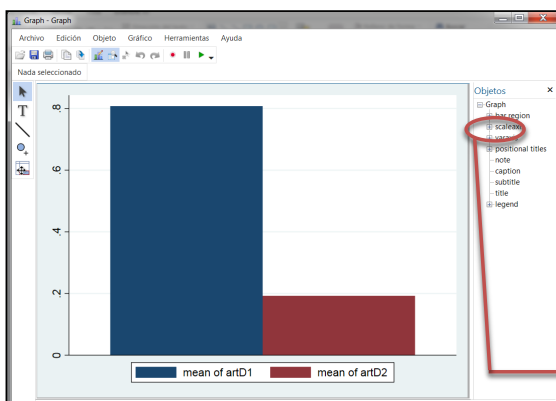 Graph - Graph
Archivo Edición Objeto Gráfico Herramientas Ayuda
Nada seleccionado
T
.8
.6
.4
.2
0
mean of artD1 mean of artD2
Objetos
Graph
bar region
positional titles
note
caption
subtitle
title
legend